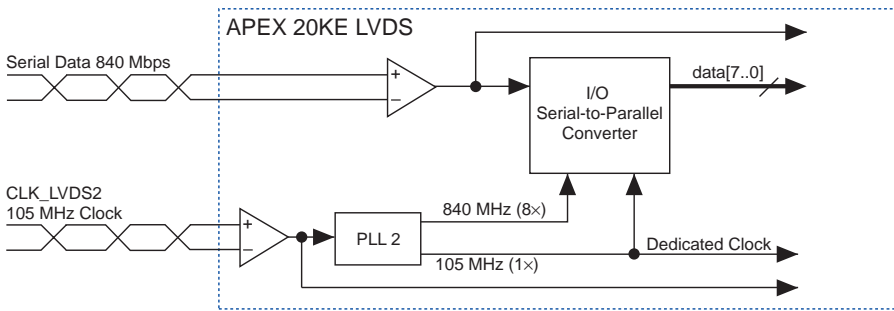 APEX 20KE LVDS
Serial Data 840 Mbps
+
−
data[7..0]
I/O
Serial-to-Parallel
Converter
CLK_LVDS2
105 MHz Clock
+
−
PLL 2
840 MHz (8×)
105 MHz (1×)
Dedicated Clock